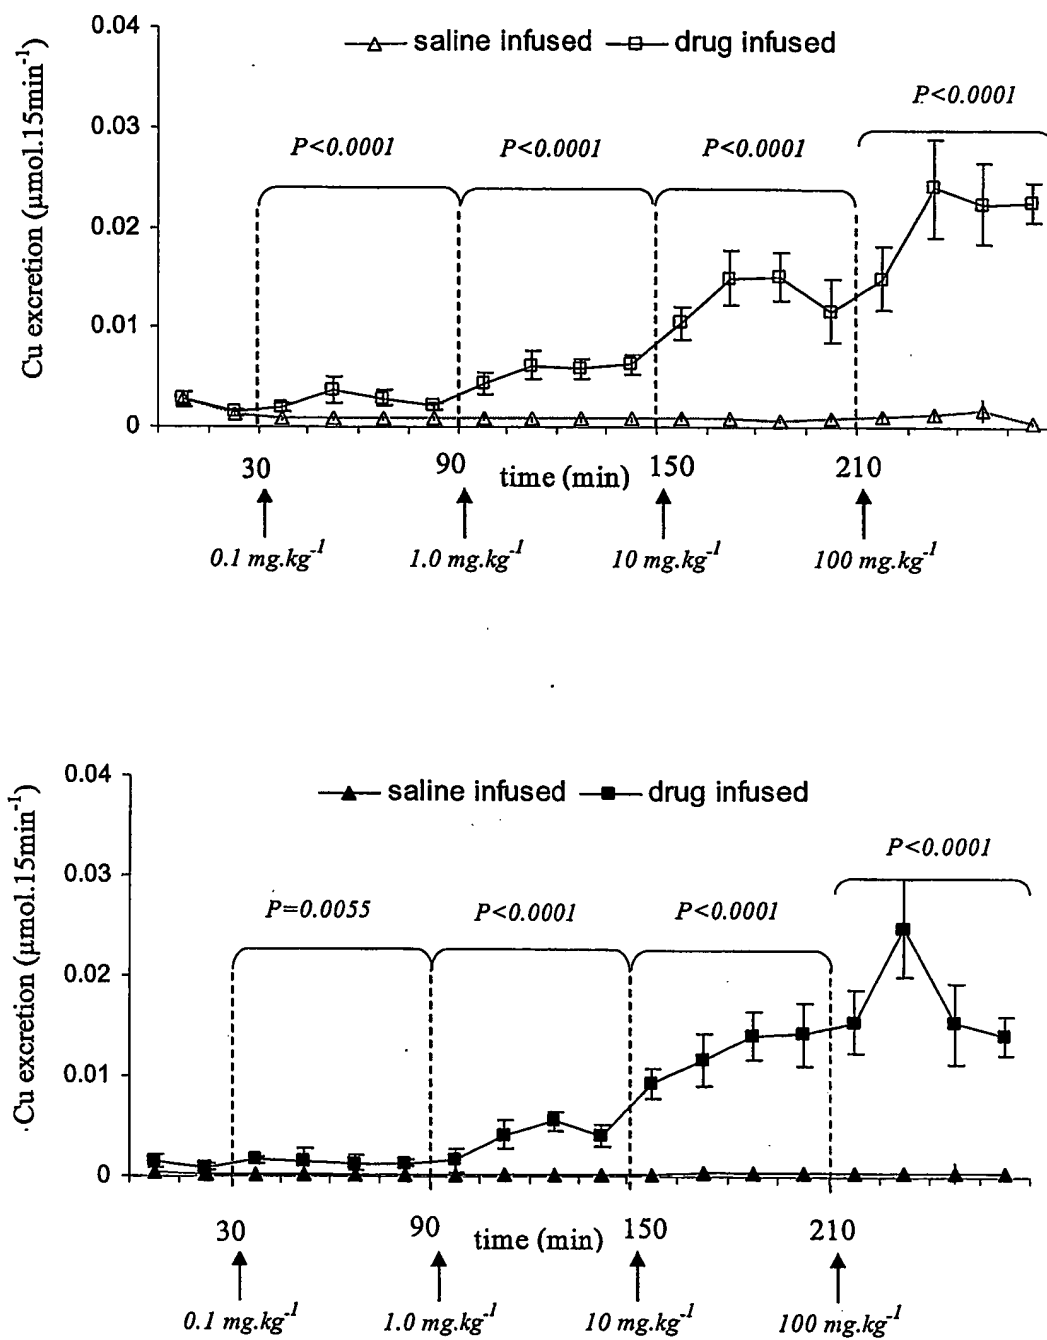 0.04
saline infused drug infused
Cu excretion (μmol.15min⁻¹)
P<0.0001
0.03
P<0.0001 P<0.0001 P<0.0001
0.02
0.01
0
30 90 time (min) 150 210
0.1 mg.kg⁻¹ 1.0 mg.kg⁻¹ 10 mg.kg⁻¹ 100 mg.kg⁻¹
0.04
saline infused drug infused
Cu excretion (μmol.15min⁻¹)
P<0.0001
0.03
P=0.0055 P<0.0001 P<0.0001
0.02
0.01
0
30 90 time (min) 150 210
0.1 mg.kg⁻¹ 1.0 mg.kg⁻¹ 10 mg.kg⁻¹ 100 mg.kg⁻¹